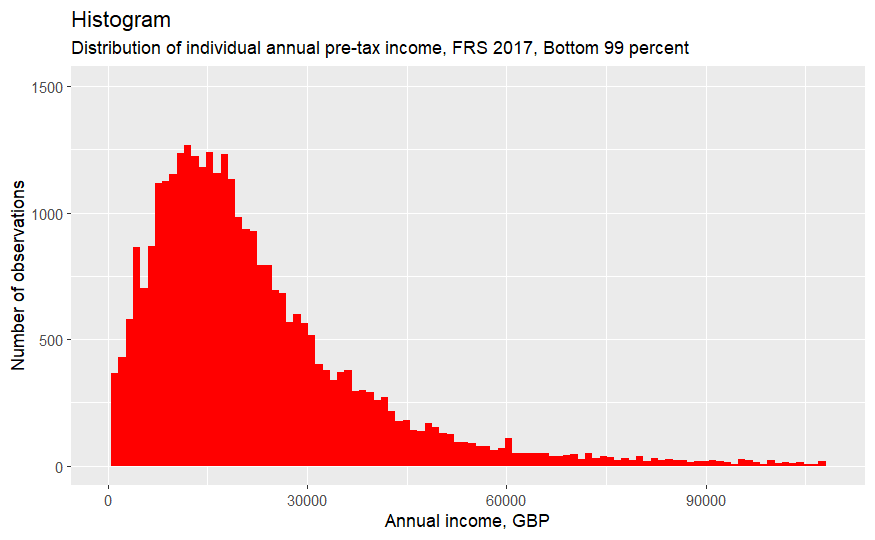 Histogram
Distribution of individual annual pre-tax income, FRS 2017, Bottom 99 percent
Number of observations
1500
1000
500
0
0 30000 60000 90000
Annual income, GBP